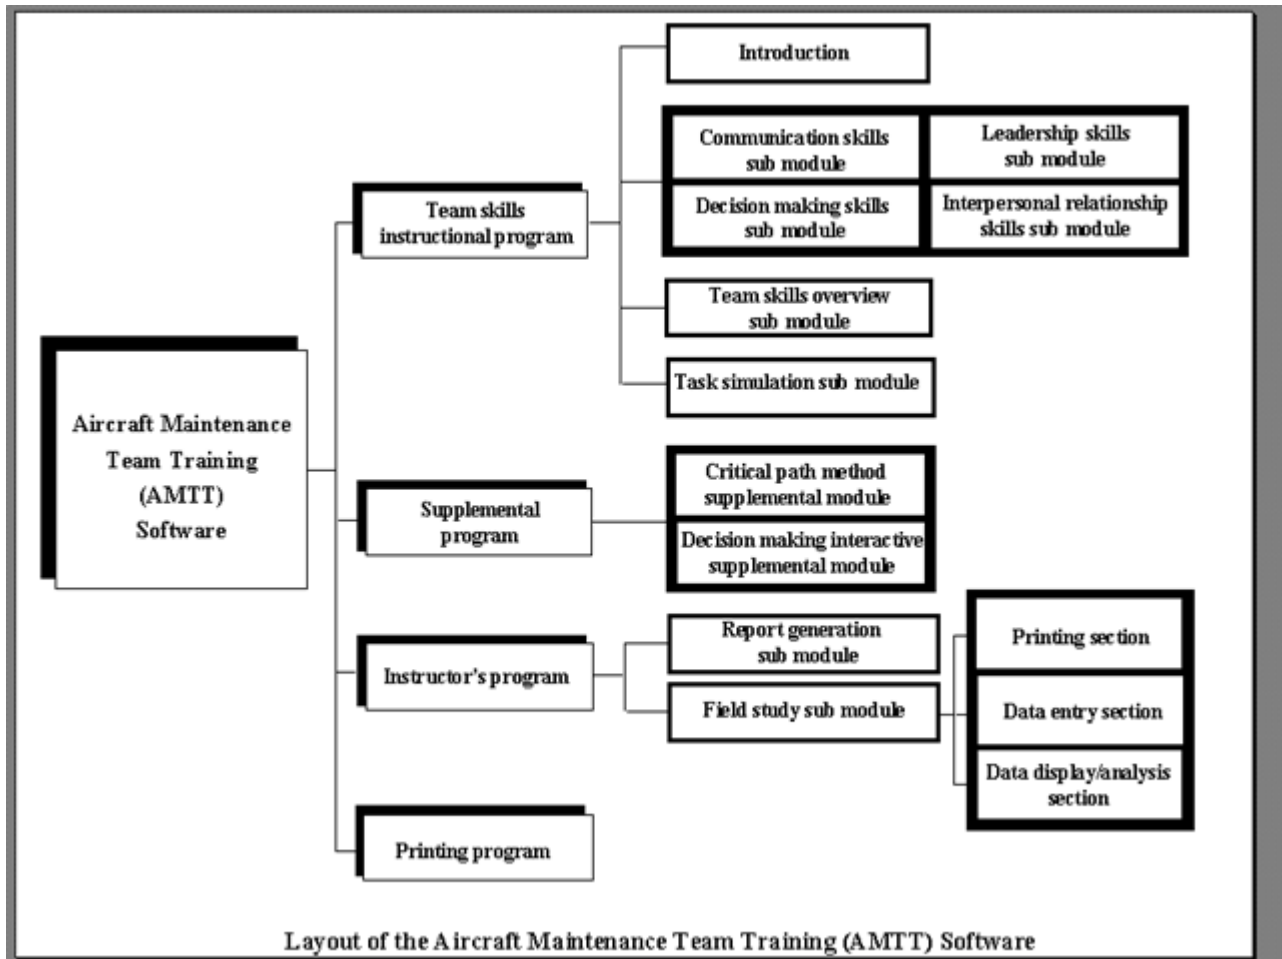 Introduction
Communication skills
sub module
Leadership skills
sub module
Decision making skills
sub module
Interpersonal relationship
skills sub module
Team skills
instructional program
Team skills overview
sub module
Task simulation sub module
Aircraft Maintenance
Team Training
(AMTT)
Software
Supplemental
program
Critical path method
supplemental module
Decision making interactive
supplemental module
Instructor's program
Report generation
sub module
Field study sub module
Printing section
Data entry section
Data display/analysis
section
Printing program
Layout of the Aircraft Maintenance Team Training (AMTT) Software